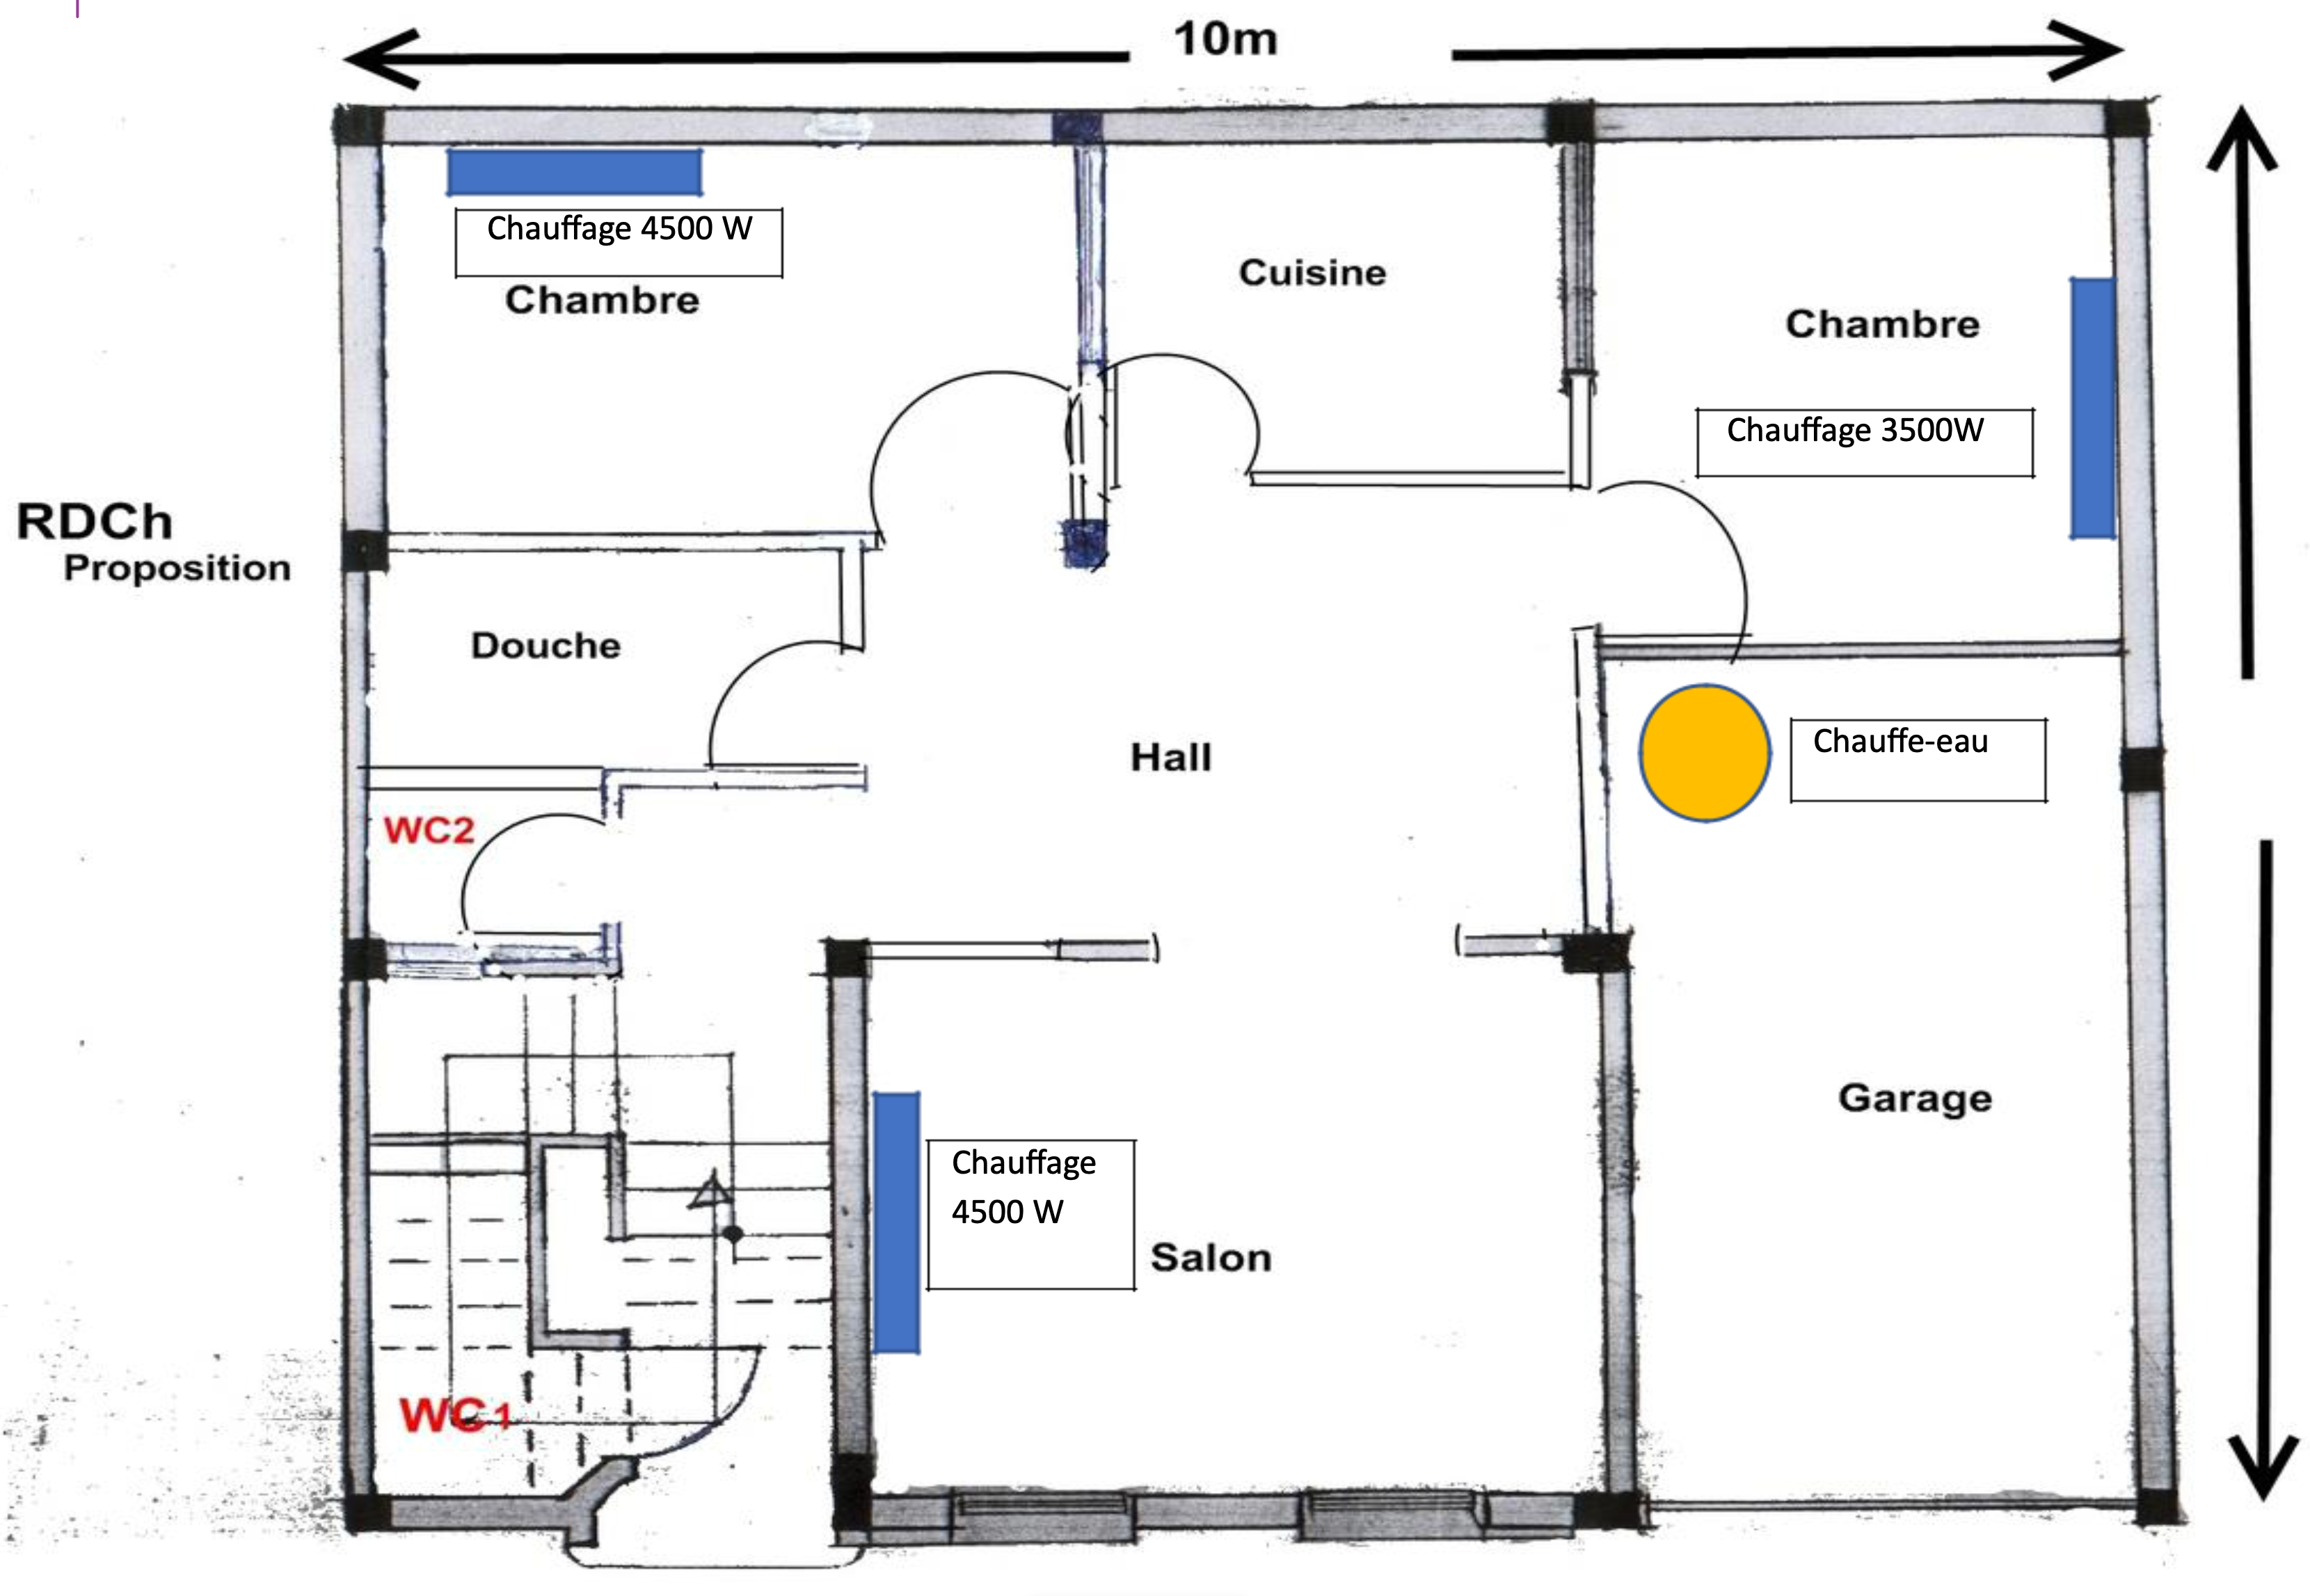 10m
Chauffage 4500 W
Chambre
Cuisine
Chambre
Chauffage 3500W
RDCh
Proposition
Douche
Hall
Chauffe-eau
WC2
Garage
Chauffage
4500 W
Salon
WC1